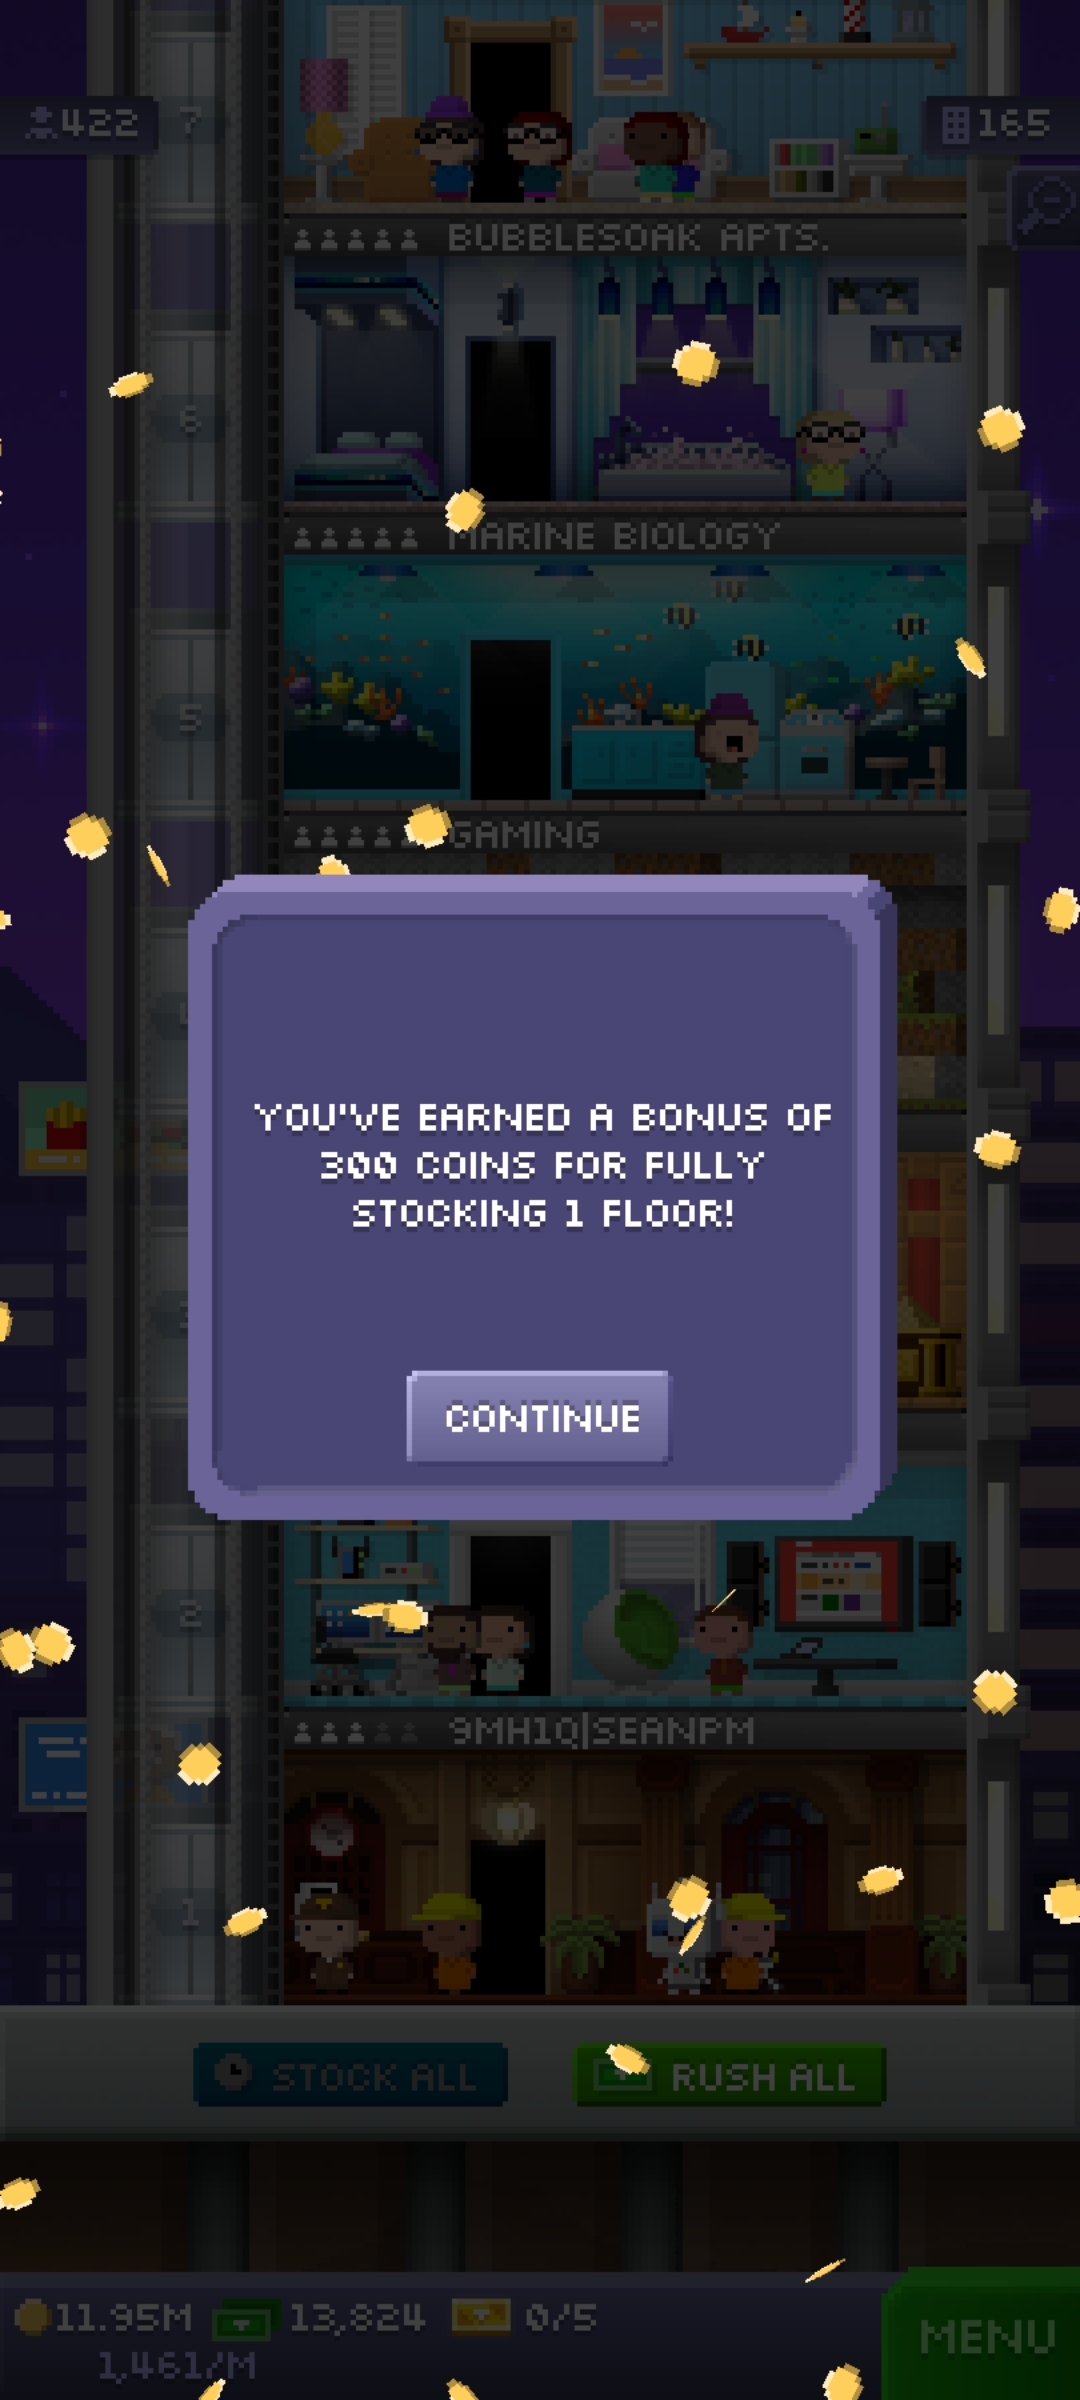 422
7
165
BUBBLESOAK APTS.
6
MARINE BIOLOGY
5
GAMING
YOU'VE EARNED A BONUS OF
300 COINS FOR FULLY
STOCKING 1 FLOOR!
CONTINUE
2
9MH1Q|SEANPM
1
STOCK ALL
RUSH ALL
11.95M
13,824
0/5
MENU
1,461/M